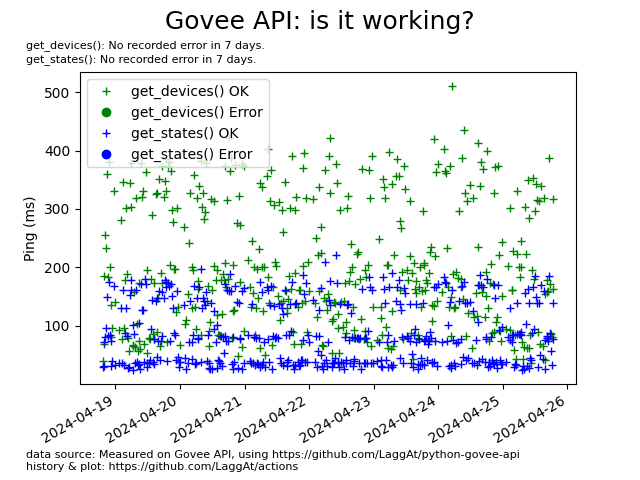 Govee API: is it working?
get_devices(): No recorded error in 7 days.
get_states(): No recorded error in 7 days.
get_devices() OK
get_devices() Error
get_states() OK
get_states() Error
Ping (ms)
500
400
300
200
100
2024-04-19
2024-04-20
2024-04-21
2024-04-22
2024-04-23
2024-04-24
2024-04-25
2024-04-26
data source: Measured on Govee API, using https://github.com/LaggAt/python-govee-api
history & plot: https://github.com/LaggAt/actions